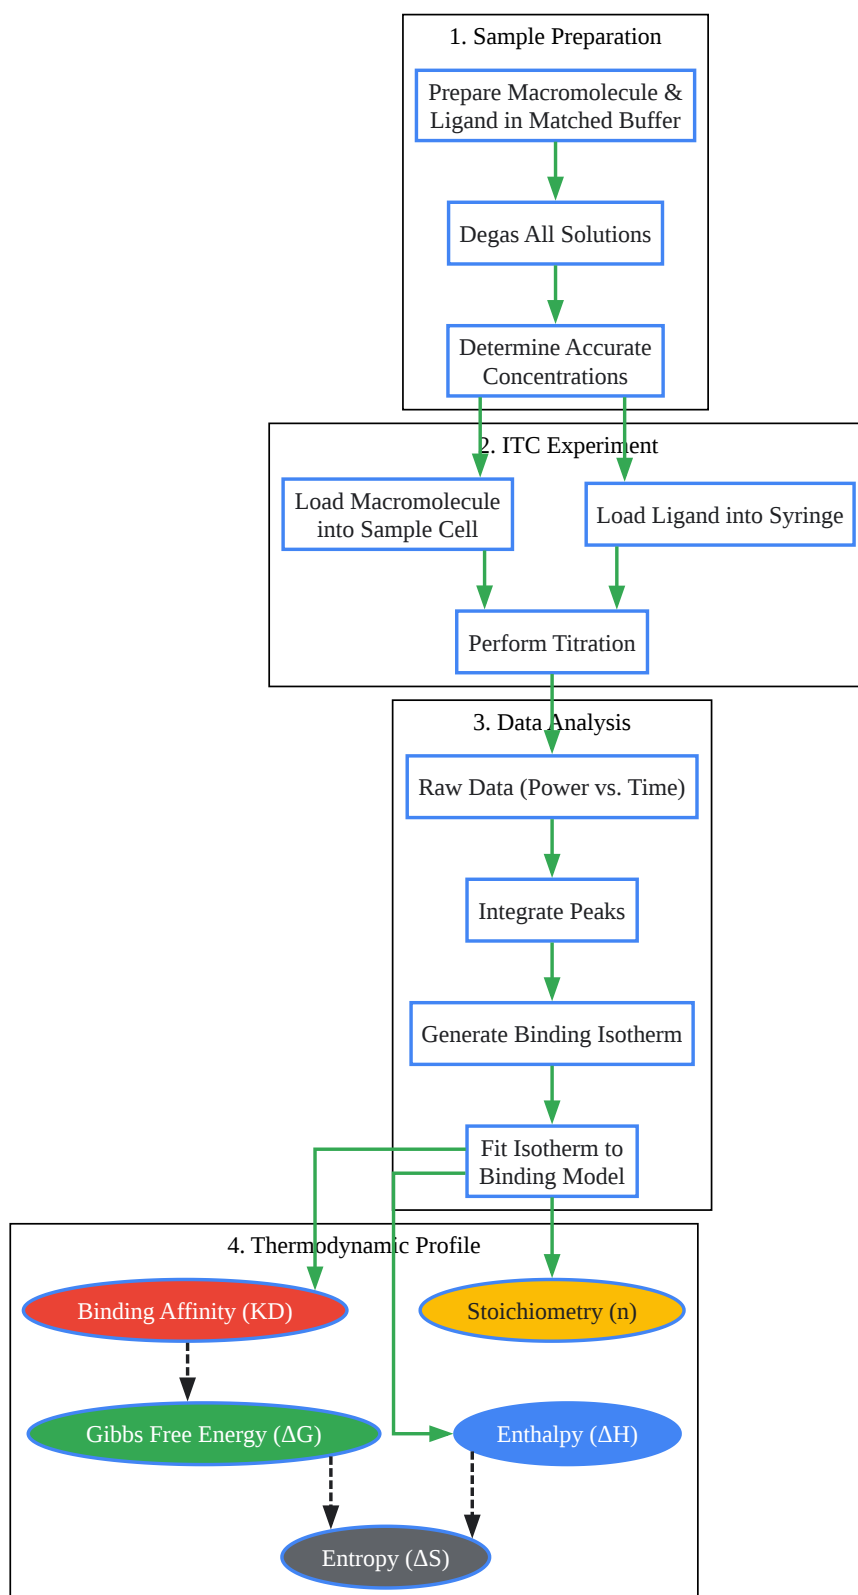 1. Sample Preparation
Prepare Macromolecule &
Ligand in Matched Buffer
Degas All Solutions
Determine Accurate
Concentrations
2. ITC Experiment
Load Macromolecule
into Sample Cell
Load Ligand into Syringe
Perform Titration
3. Data Analysis
Raw Data (Power vs. Time)
Integrate Peaks
Generate Binding Isotherm
Fit Isotherm to
Binding Model
4. Thermodynamic Profile
Binding Affinity (KD)
Stoichiometry (n)
Gibbs Free Energy (ΔG)
Enthalpy (ΔH)
Entropy (ΔS)